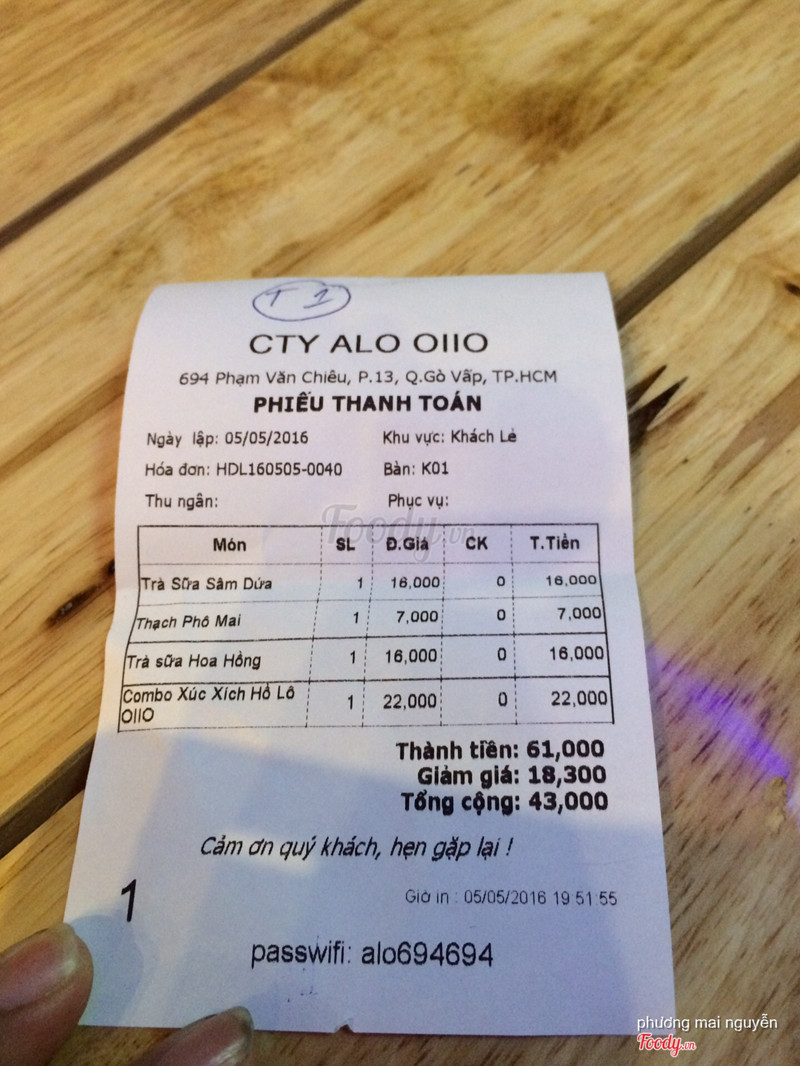 T 1
CTY ALO OIIO
694 Phạm Văn Chiêu, P.13, Q.Gò Vấp, TP.HCM
PHIẾU THANH TOÁN
Ngày lập: 05/05/2016 Khu vực: Khách Lẻ
Hóa đơn: HDL160505-0040 Bàn: K01
Thu ngân: Phục vụ:
Foody.vn
Món SL Đ.Giá CK T.Tiền
Trà Sữa Sâm Dứa 1 16,000 0 16,000
Thạch Phô Mai 1 7,000 0 7,000
Trà sữa Hoa Hồng 1 16,000 0 16,000
Combo Xúc Xích Hồ Lô 1 22,000 0 22,000
OIIO
Thành tiền: 61,000
Giảm giá: 18,300
Tổng cộng: 43,000
Cảm ơn quý khách, hẹn gặp lại !
Giờ in : 05/05/2016 19:51:55
1
passwifi: alo694694
phương mai nguyễn
Foody.vn